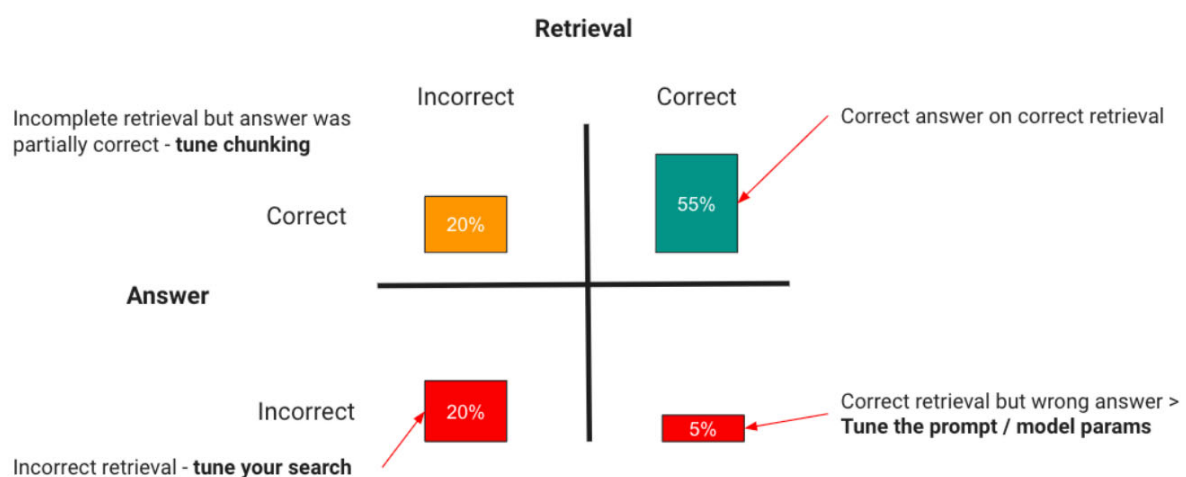 Retrieval
Incorrect
Correct
Incomplete retrieval but answer was
partially correct - tune chunking
Correct answer on correct retrieval
Correct
20%
55%
Answer
Incorrect
20%
5%
Correct retrieval but wrong answer >
Tune the prompt / model params
Incorrect retrieval - tune your search